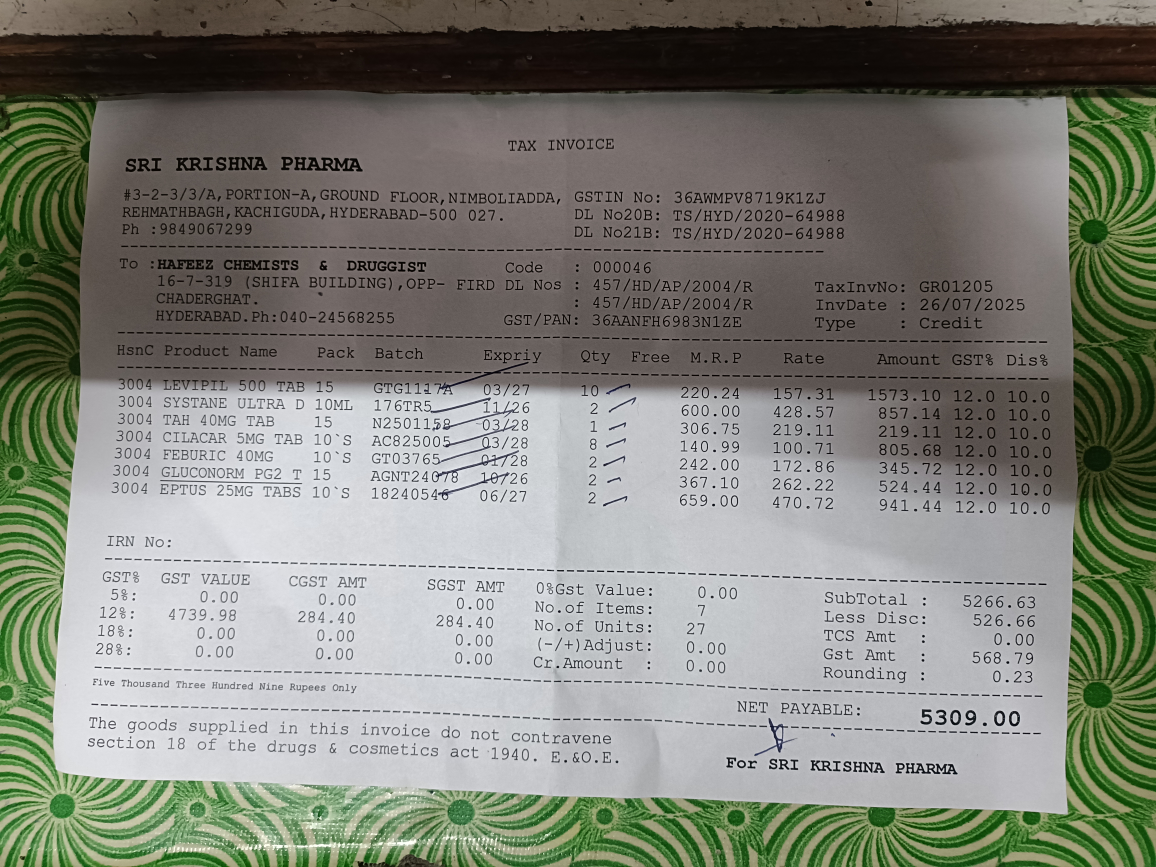 TAX INVOICE
SRI KRISHNA PHARMA
#3-2-3/3/A,PORTION-A,GROUND FLOOR,NIMBOLIADDA, GSTIN No: 36AWMPV8719K1ZJ
REHMATHBAGH,KACHIGUDA,HYDERABAD-500 027. DL No20B: TS/HYD/2020-64988
Ph :9849067299 DL No21B: TS/HYD/2020-64988
To :HAFEEZ CHEMISTS & DRUGGIST Code : 000046
16-7-319 (SHIFA BUILDING),OPP- FIRD DL Nos : 457/HD/AP/2004/R TaxInvNo: GR01205
CHADERGHAT. : 457/HD/AP/2004/R InvDate : 26/07/2025
HYDERABAD.Ph:040-24568255 GST/PAN: 36AANFH6983N1ZE Type : Credit
HsnC Product Name Pack Batch Expriy Qty Free M.R.P Rate Amount GST% Dis%
3004 LEVIPIL 500 TAB 15 GTG1117A 03/27 10 220.24 157.31 1573.10 12.0 10.0
3004 SYSTANE ULTRA D 10ML 176TR5 11/26 2 600.00 428.57 857.14 12.0 10.0
3004 TAH 40MG TAB 15 N2501158 03/28 1 306.75 219.11 219.11 12.0 10.0
3004 CILACAR 5MG TAB 10`S AC825005 03/28 8 140.99 100.71 805.68 12.0 10.0
3004 FEBURIC 40MG 10`S GT03765 01/28 2 242.00 172.86 345.72 12.0 10.0
3004 GLUCONORM PG2 T 15 AGNT24078 10/26 2 367.10 262.22 524.44 12.0 10.0
3004 EPTUS 25MG TABS 10`S 18240546 06/27 2 659.00 470.72 941.44 12.0 10.0
IRN No:
GST% GST VALUE CGST AMT SGST AMT 0%Gst Value: 0.00 SubTotal : 5266.63
5%: 0.00 0.00 0.00 No.of Items: 7 Less Disc: 526.66
12%: 4739.98 284.40 284.40 No.of Units: 27 TCS Amt : 0.00
18%: 0.00 0.00 0.00 (-/+)Adjust: 0.00 Gst Amt : 568.79
28%: 0.00 0.00 0.00 Cr.Amount : 0.00 Rounding : 0.23
Five Thousand Three Hundred Nine Rupees Only
NET PAYABLE: 5309.00
The goods supplied in this invoice do not contravene
section 18 of the drugs & cosmetics act 1940. E.&O.E.
For SRI KRISHNA PHARMA